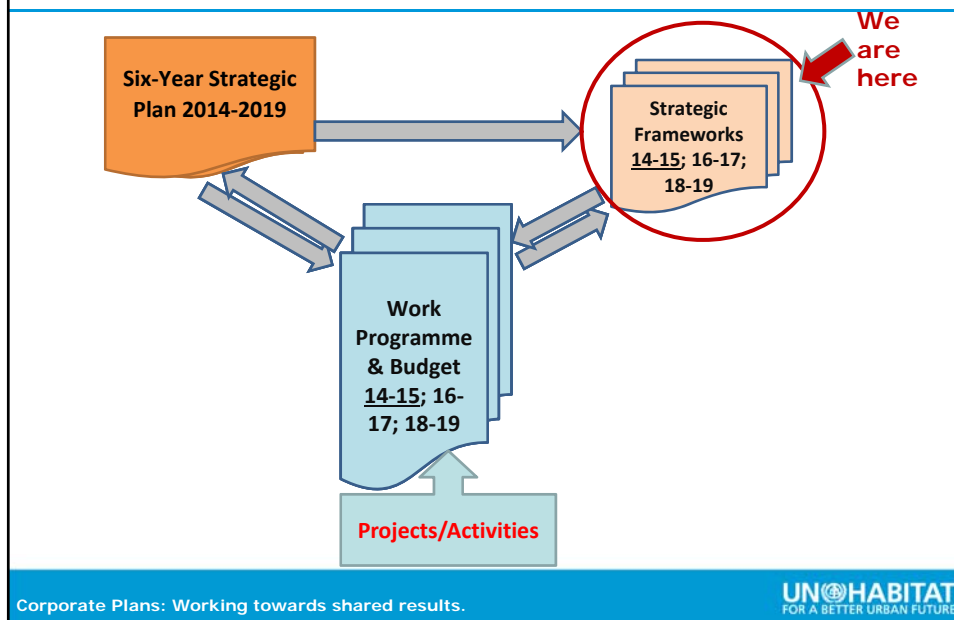 We
are
here
Six-Year Strategic
Plan 2014-2019
Strategic
Frameworks
14-15; 16-17;
18-19
Work
Programme
& Budget
14-15; 16-
17; 18-19
Projects/Activities
Corporate Plans: Working towards shared results.
UN HABITAT
FOR A BETTER URBAN FUTURE